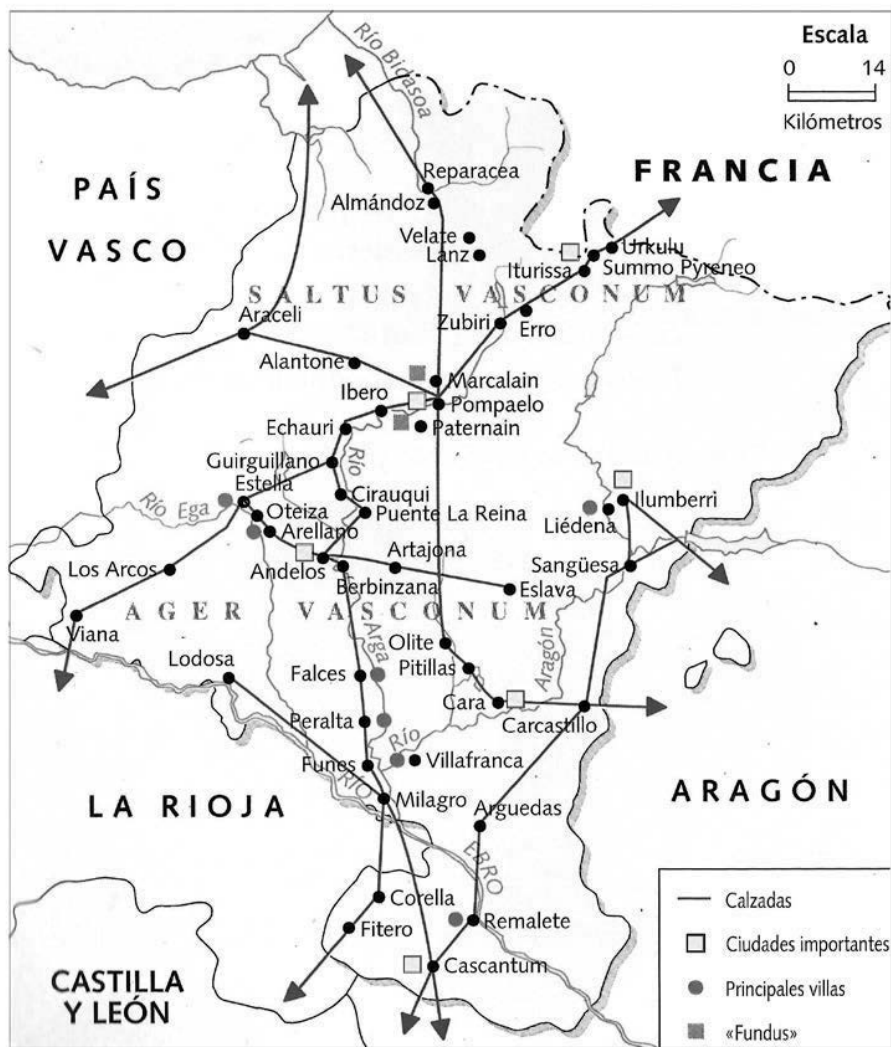 Escala
0 14
Kilómetros
Río Bidasoa
PAÍS
VASCO
FRANCIA
Reparacea
Almándoz
Velate
Lanz
Urkulu
Summo Pyreneo
Iturissa
SALTUS VASCONUM
Araceli
Zubiri
Erro
Alantone
Marcalain
Ibero
Pompaelo
Echauri
Paternain
Río
Guirguillano
Estella
Cirauqui
Ilumberri
Río Ega
Oteiza
Puente La Reina
Liédena
Arellano
Artajona
Sangüesa
Los Arcos
Andelos
Berbinzana
Eslava
AGER VASCONUM
Viana
Arga
Olite
Aragón
Lodosa
Falces
Pitillas
Cara
Carcastillo
Peralta
Río
Funes
Villafranca
RÍO
LA RIOJA
Milagro
ARAGÓN
Arguedas
EBRO
Corella
Remalete
Fitero
Cascantum
CASTILLA
Y LEÓN
Calzadas
Ciudades importantes
Principales villas
«Fundus»